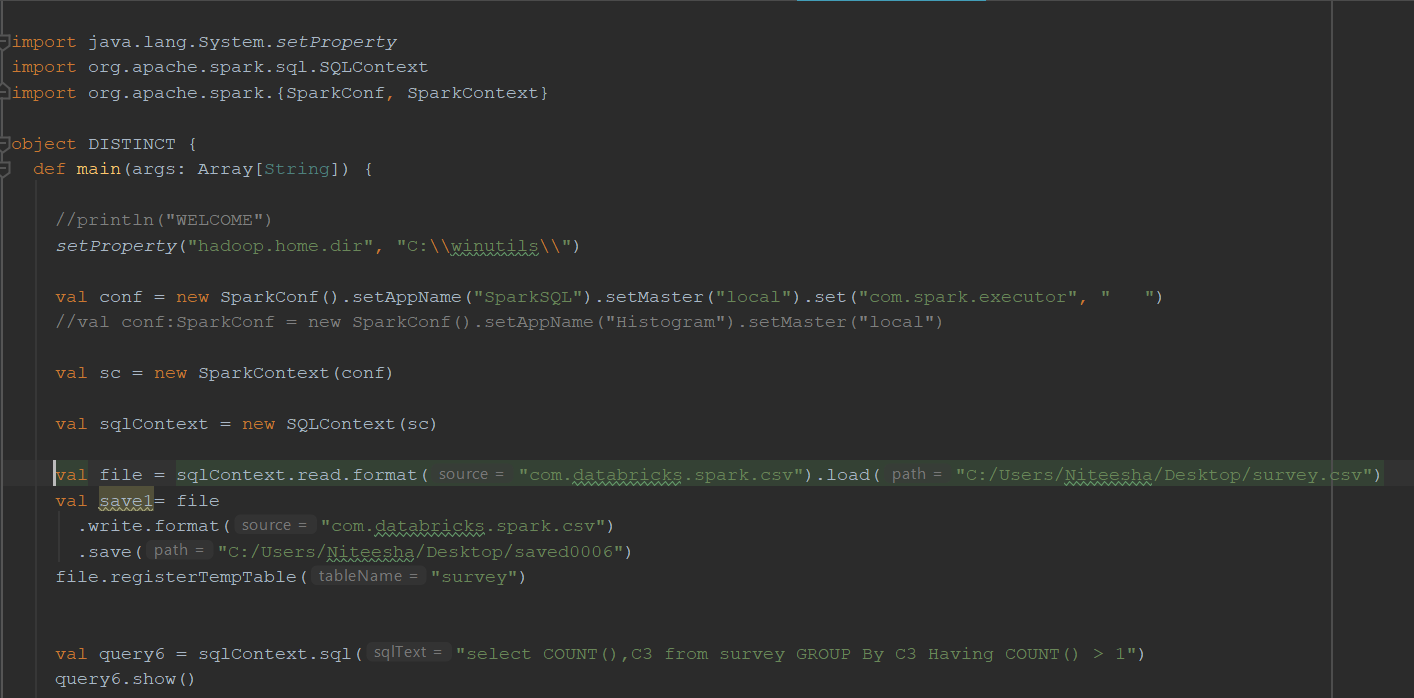 import java.lang.System.setProperty
import org.apache.spark.sql.SQLContext
import org.apache.spark.{SparkConf, SparkContext}
object DISTINCT {
def main(args: Array[String]) {
//println("WELCOME")
setProperty("hadoop.home.dir", "C:\\winutils\\")
val conf = new SparkConf().setAppName("SparkSQL").setMaster("local").set("com.spark.executor", "   ")
//val conf:SparkConf = new SparkConf().setAppName("Histogram").setMaster("local")
val sc = new SparkContext(conf)
val sqlContext = new SQLContext(sc)
val file = sqlContext.read.format( source = "com.databricks.spark.csv").load( path = "C:/Users/Niteesha/Desktop/survey.csv")
val save1= file
.write.format( source = "com.databricks.spark.csv")
.save( path = "C:/Users/Niteesha/Desktop/saved0006")
file.registerTempTable( tableName = "survey")
val query6 = sqlContext.sql( sqlText = "select COUNT(),C3 from survey GROUP By C3 Having COUNT() > 1")
query6.show()